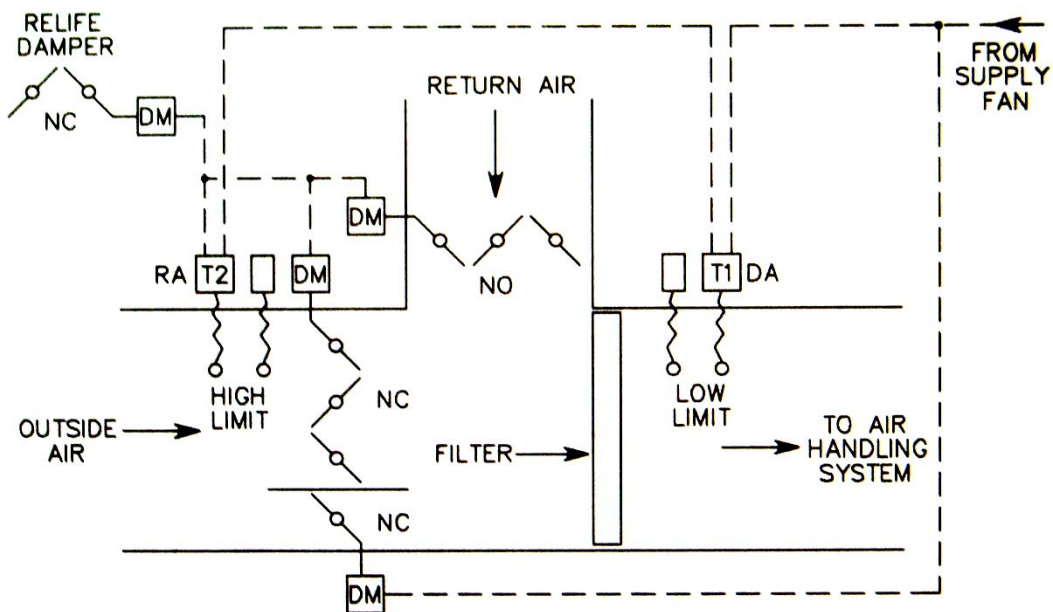 RELIFE
DAMPER
NC
DM
RETURN AIR
FROM
SUPPLY
FAN
DM
NO
RA
T2
DM
T1
DA
HIGH
LIMIT
NC
LOW
LIMIT
OUTSIDE
AIR
FILTER
TO AIR
HANDLING
SYSTEM
NC
DM